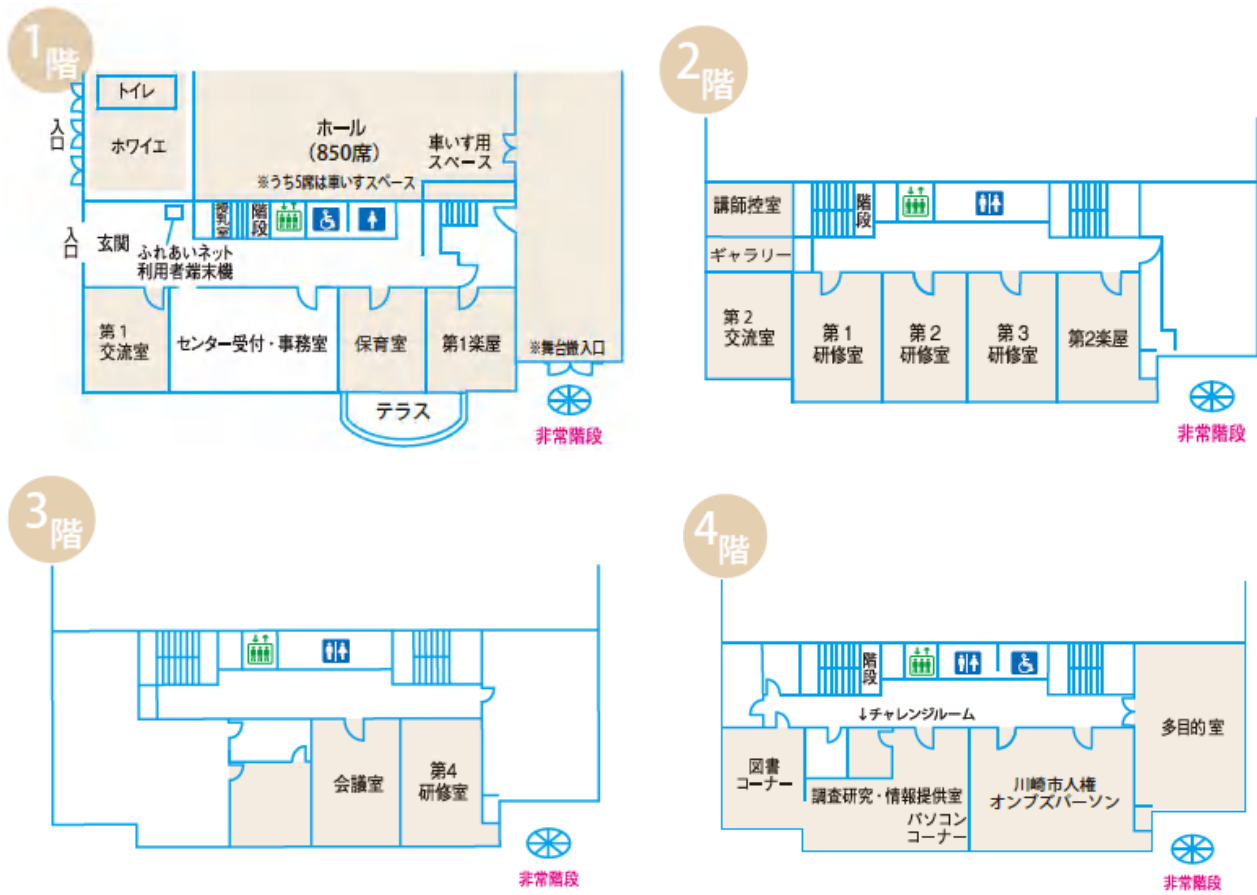 1階
トイレ
入口
ホワイエ
ホール
(850席)
※うち5席は車いすスペース
車いす用
スペース
授乳室
階段
入口
玄関
ふれあいネット
利用者端末機
第1
交流室
センター受付・事務室
保育室
第1楽屋
※舞台搬入口
テラス
非常階段
2階
講師控室
階段
ギャラリー
第2
交流室
第1
研修室
第2
研修室
第3
研修室
第2楽屋
非常階段
3階
会議室
第4
研修室
非常階段
4階
階段
↓チャレンジルーム
多目的室
図書
コーナー
調査研究・情報提供室
パソコン
コーナー
川崎市人権
オンブズパーソン
非常階段